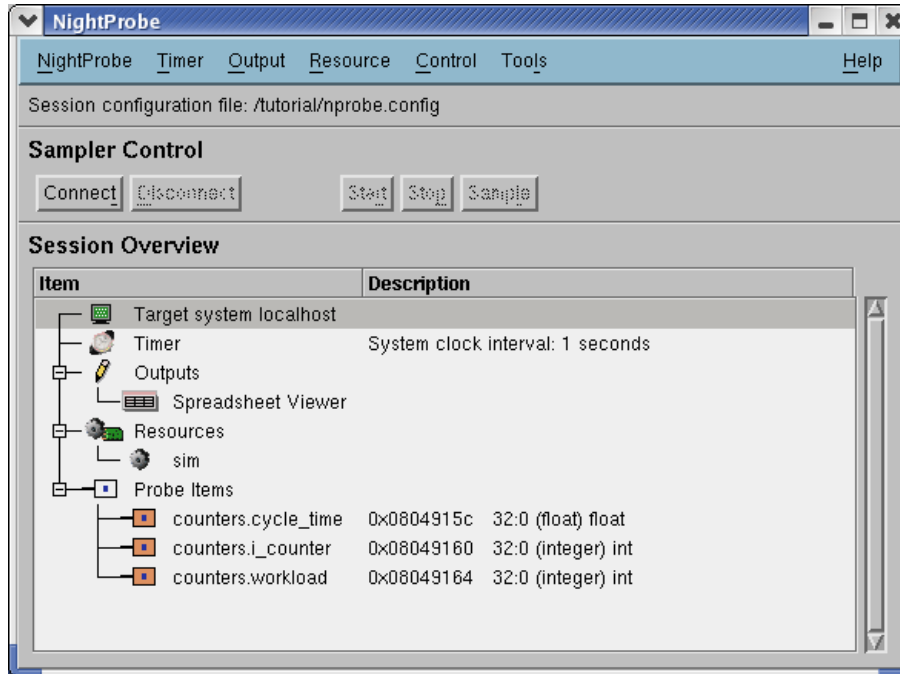 NightProbe
NightProbe Timer Output Resource Control Tools Help
Session configuration file: /tutorial/nprobe.config
Sampler Control
Connect Disconnect Start Stop Sample
Session Overview
Item Description
Target system localhost
Timer System clock interval: 1 seconds
Outputs
Spreadsheet Viewer
Resources
sim
Probe Items
counters.cycle_time 0x0804915c 32:0 (float) float
counters.i_counter 0x08049160 32:0 (integer) int
counters.workload 0x08049164 32:0 (integer) int